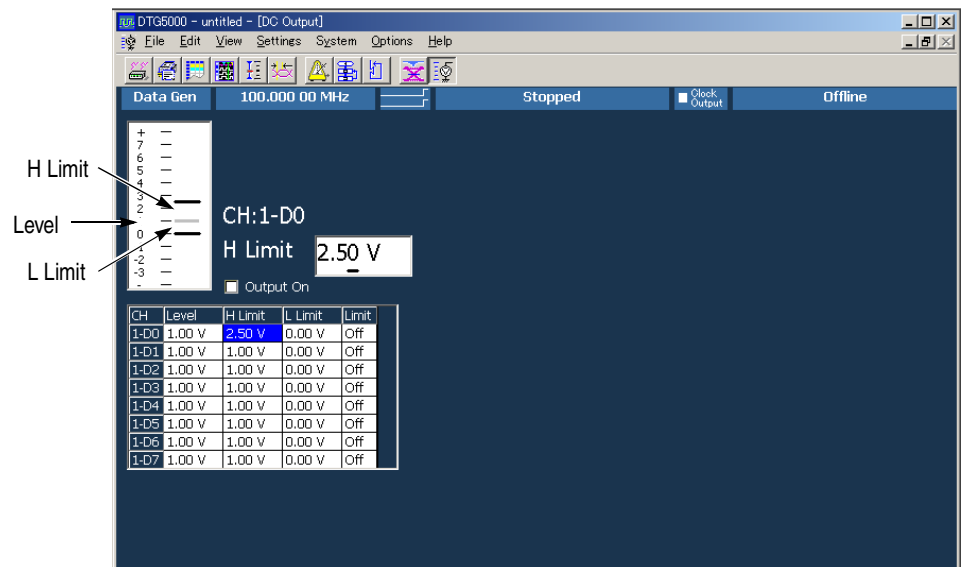 DTG5000 - untitled - [DC Output]
File Edit View Settings System Options Help
Data Gen 100.000 00 MHz Stopped Clock Output Offline
+
7
6
5
4
3
2
0
-1
-2
-3
-
H Limit
Level
L Limit
CH:1-D0
H Limit 2.50 V
Output On
CH Level H Limit L Limit Limit
1-D0 1.00 V 2.50 V 0.00 V Off
1-D1 1.00 V 1.00 V 0.00 V Off
1-D2 1.00 V 1.00 V 0.00 V Off
1-D3 1.00 V 1.00 V 0.00 V Off
1-D4 1.00 V 1.00 V 0.00 V Off
1-D5 1.00 V 1.00 V 0.00 V Off
1-D6 1.00 V 1.00 V 0.00 V Off
1-D7 1.00 V 1.00 V 0.00 V Off